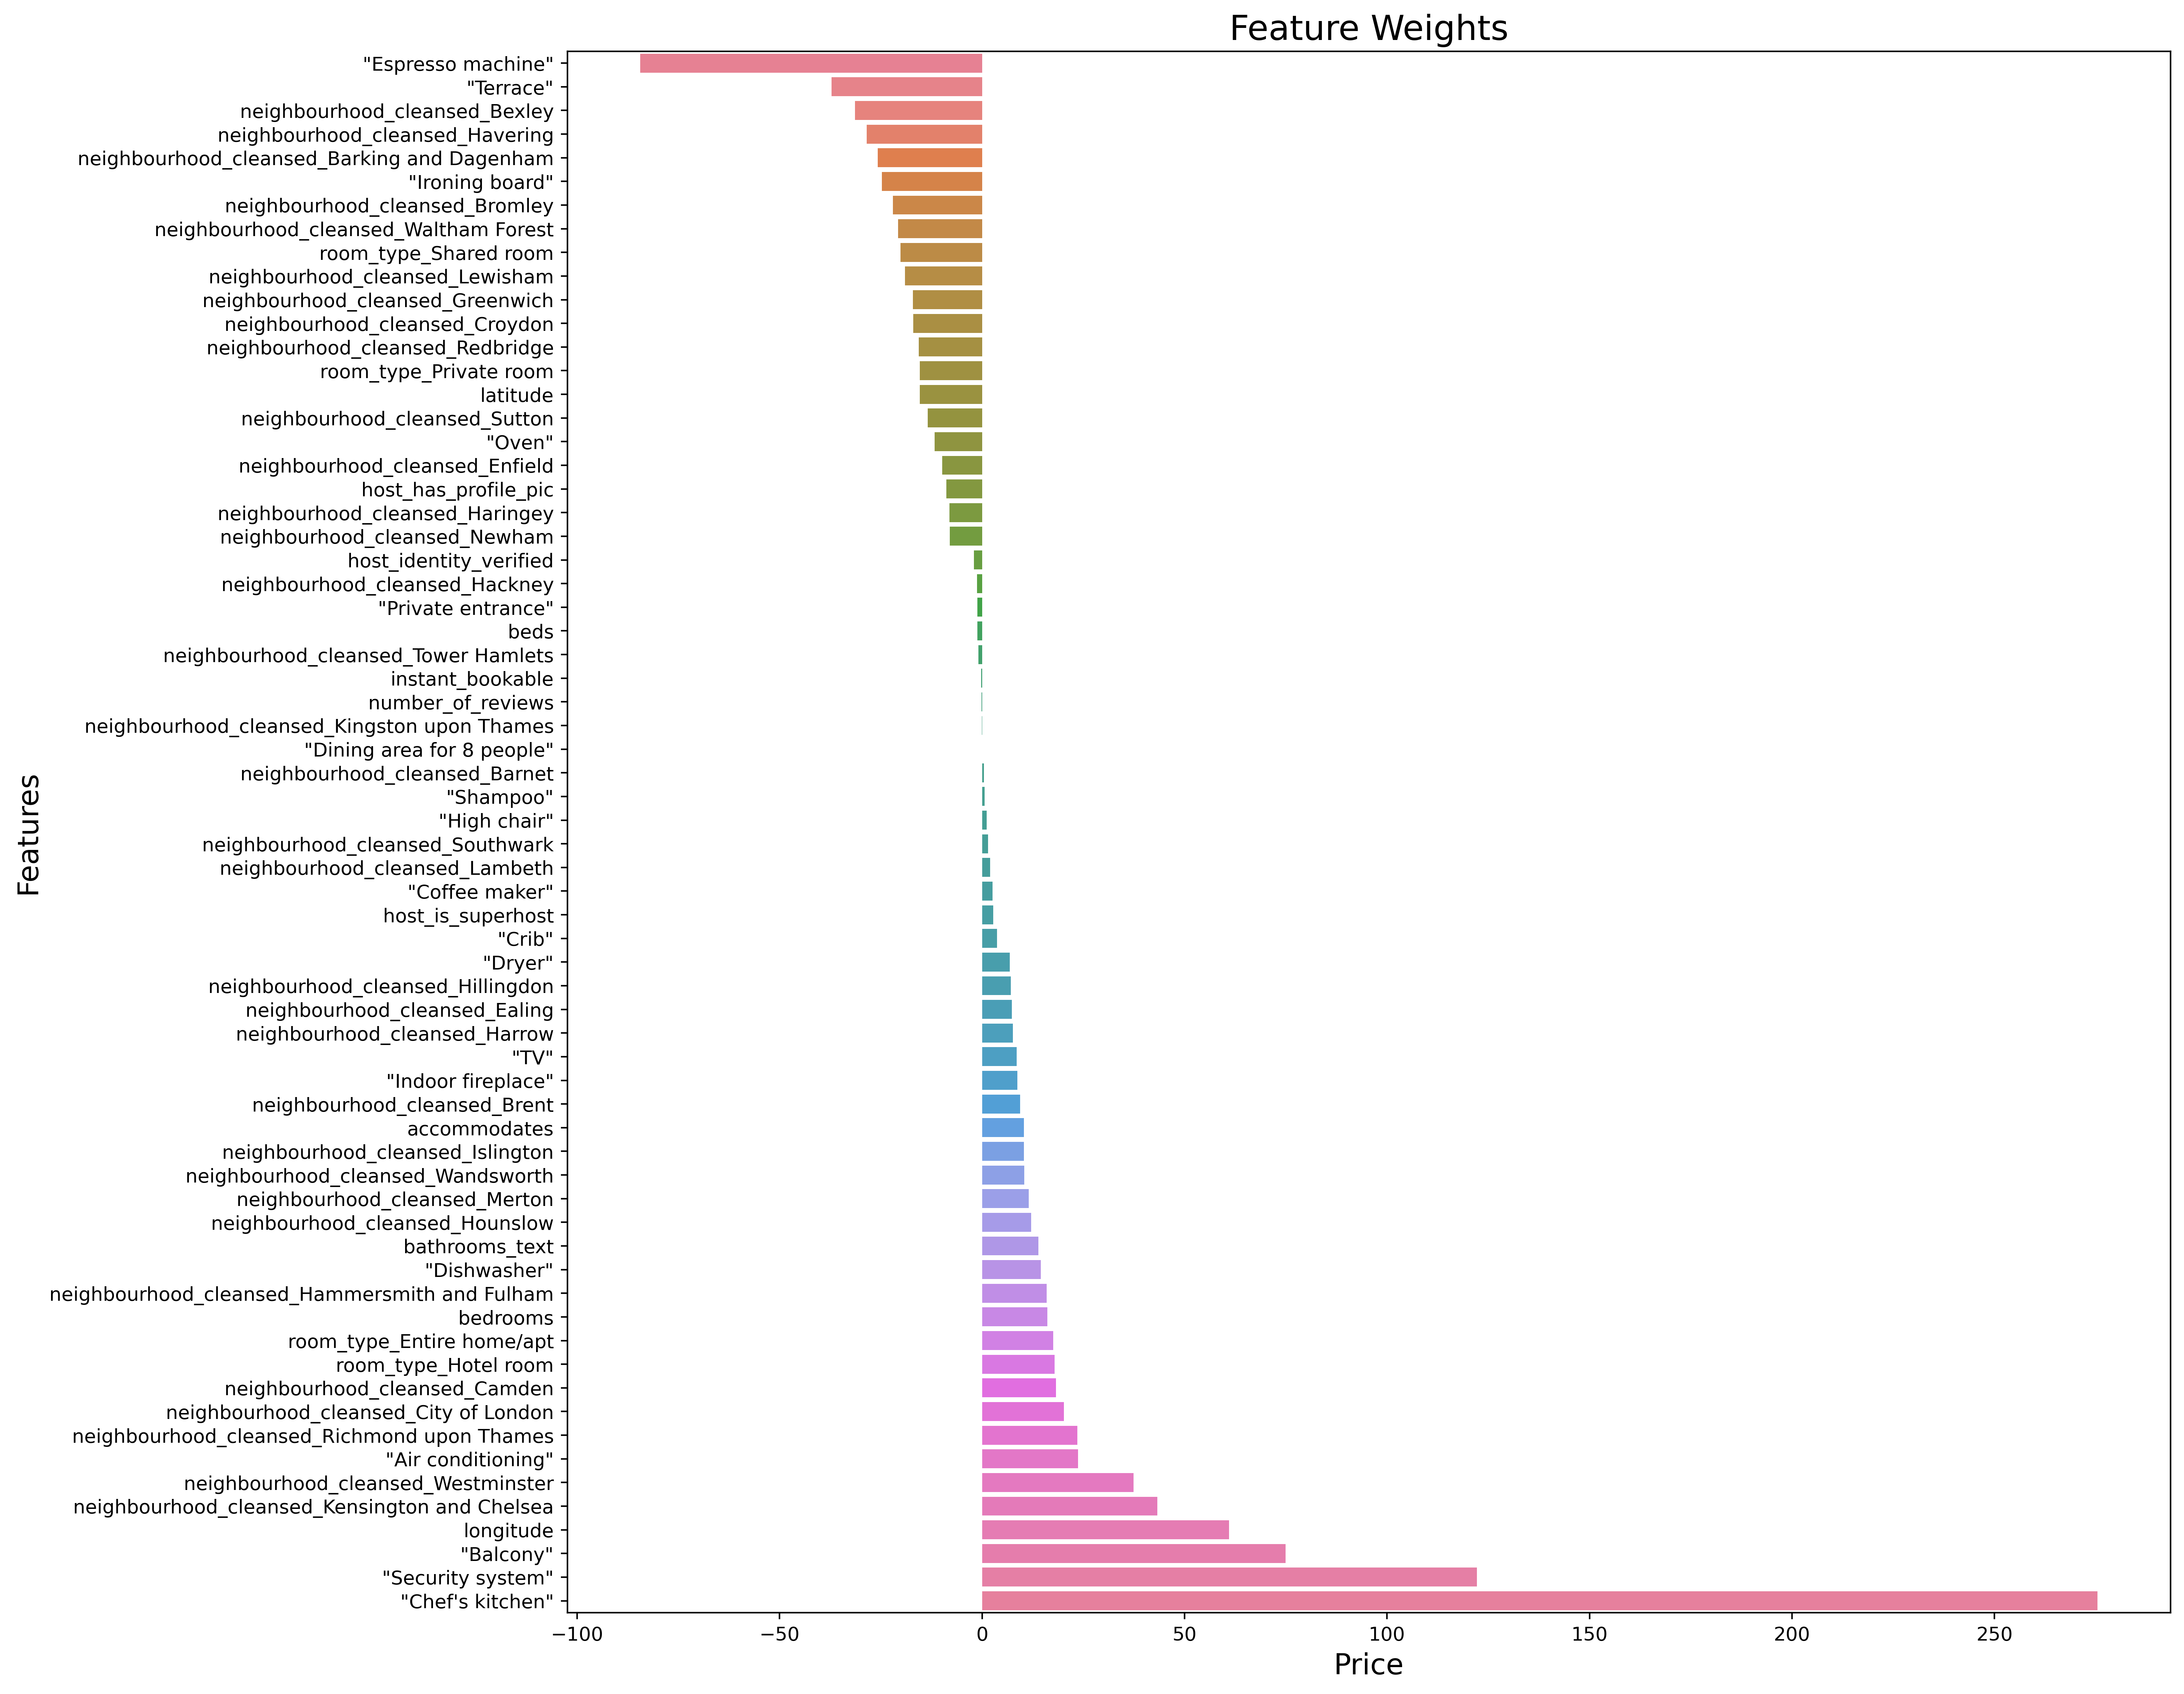 Feature Weights
"Espresso machine"
"Terrace"
neighbourhood_cleansed_Bexley
neighbourhood_cleansed_Havering
neighbourhood_cleansed_Barking and Dagenham
"Ironing board"
neighbourhood_cleansed_Bromley
neighbourhood_cleansed_Waltham Forest
room_type_Shared room
neighbourhood_cleansed_Lewisham
neighbourhood_cleansed_Greenwich
neighbourhood_cleansed_Croydon
neighbourhood_cleansed_Redbridge
room_type_Private room
latitude
neighbourhood_cleansed_Sutton
"Oven"
neighbourhood_cleansed_Enfield
host_has_profile_pic
neighbourhood_cleansed_Haringey
neighbourhood_cleansed_Newham
host_identity_verified
neighbourhood_cleansed_Hackney
"Private entrance"
beds
neighbourhood_cleansed_Tower Hamlets
instant_bookable
number_of_reviews
neighbourhood_cleansed_Kingston upon Thames
"Dining area for 8 people"
neighbourhood_cleansed_Barnet
"Shampoo"
"High chair"
neighbourhood_cleansed_Southwark
neighbourhood_cleansed_Lambeth
"Coffee maker"
host_is_superhost
"Crib"
"Dryer"
neighbourhood_cleansed_Hillingdon
neighbourhood_cleansed_Ealing
neighbourhood_cleansed_Harrow
"TV"
"Indoor fireplace"
neighbourhood_cleansed_Brent
accommodates
neighbourhood_cleansed_Islington
neighbourhood_cleansed_Wandsworth
neighbourhood_cleansed_Merton
neighbourhood_cleansed_Hounslow
bathrooms_text
"Dishwasher"
neighbourhood_cleansed_Hammersmith and Fulham
bedrooms
room_type_Entire home/apt
room_type_Hotel room
neighbourhood_cleansed_Camden
neighbourhood_cleansed_City of London
neighbourhood_cleansed_Richmond upon Thames
"Air conditioning"
neighbourhood_cleansed_Westminster
neighbourhood_cleansed_Kensington and Chelsea
longitude
"Balcony"
"Security system"
"Chef's kitchen"
Features
−100 −50 0 50 100 150 200 250
Price